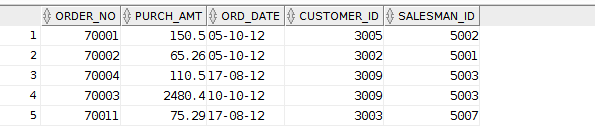 ORDER_NO PURCH_AMT ORD_DATE CUSTOMER_ID SALESMAN_ID
1 70001 150.5 05-10-12 3005 5002
2 70002 65.26 05-10-12 3002 5001
3 70004 110.5 17-08-12 3009 5003
4 70003 2480.4 10-10-12 3009 5003
5 70011 75.29 17-08-12 3003 5007